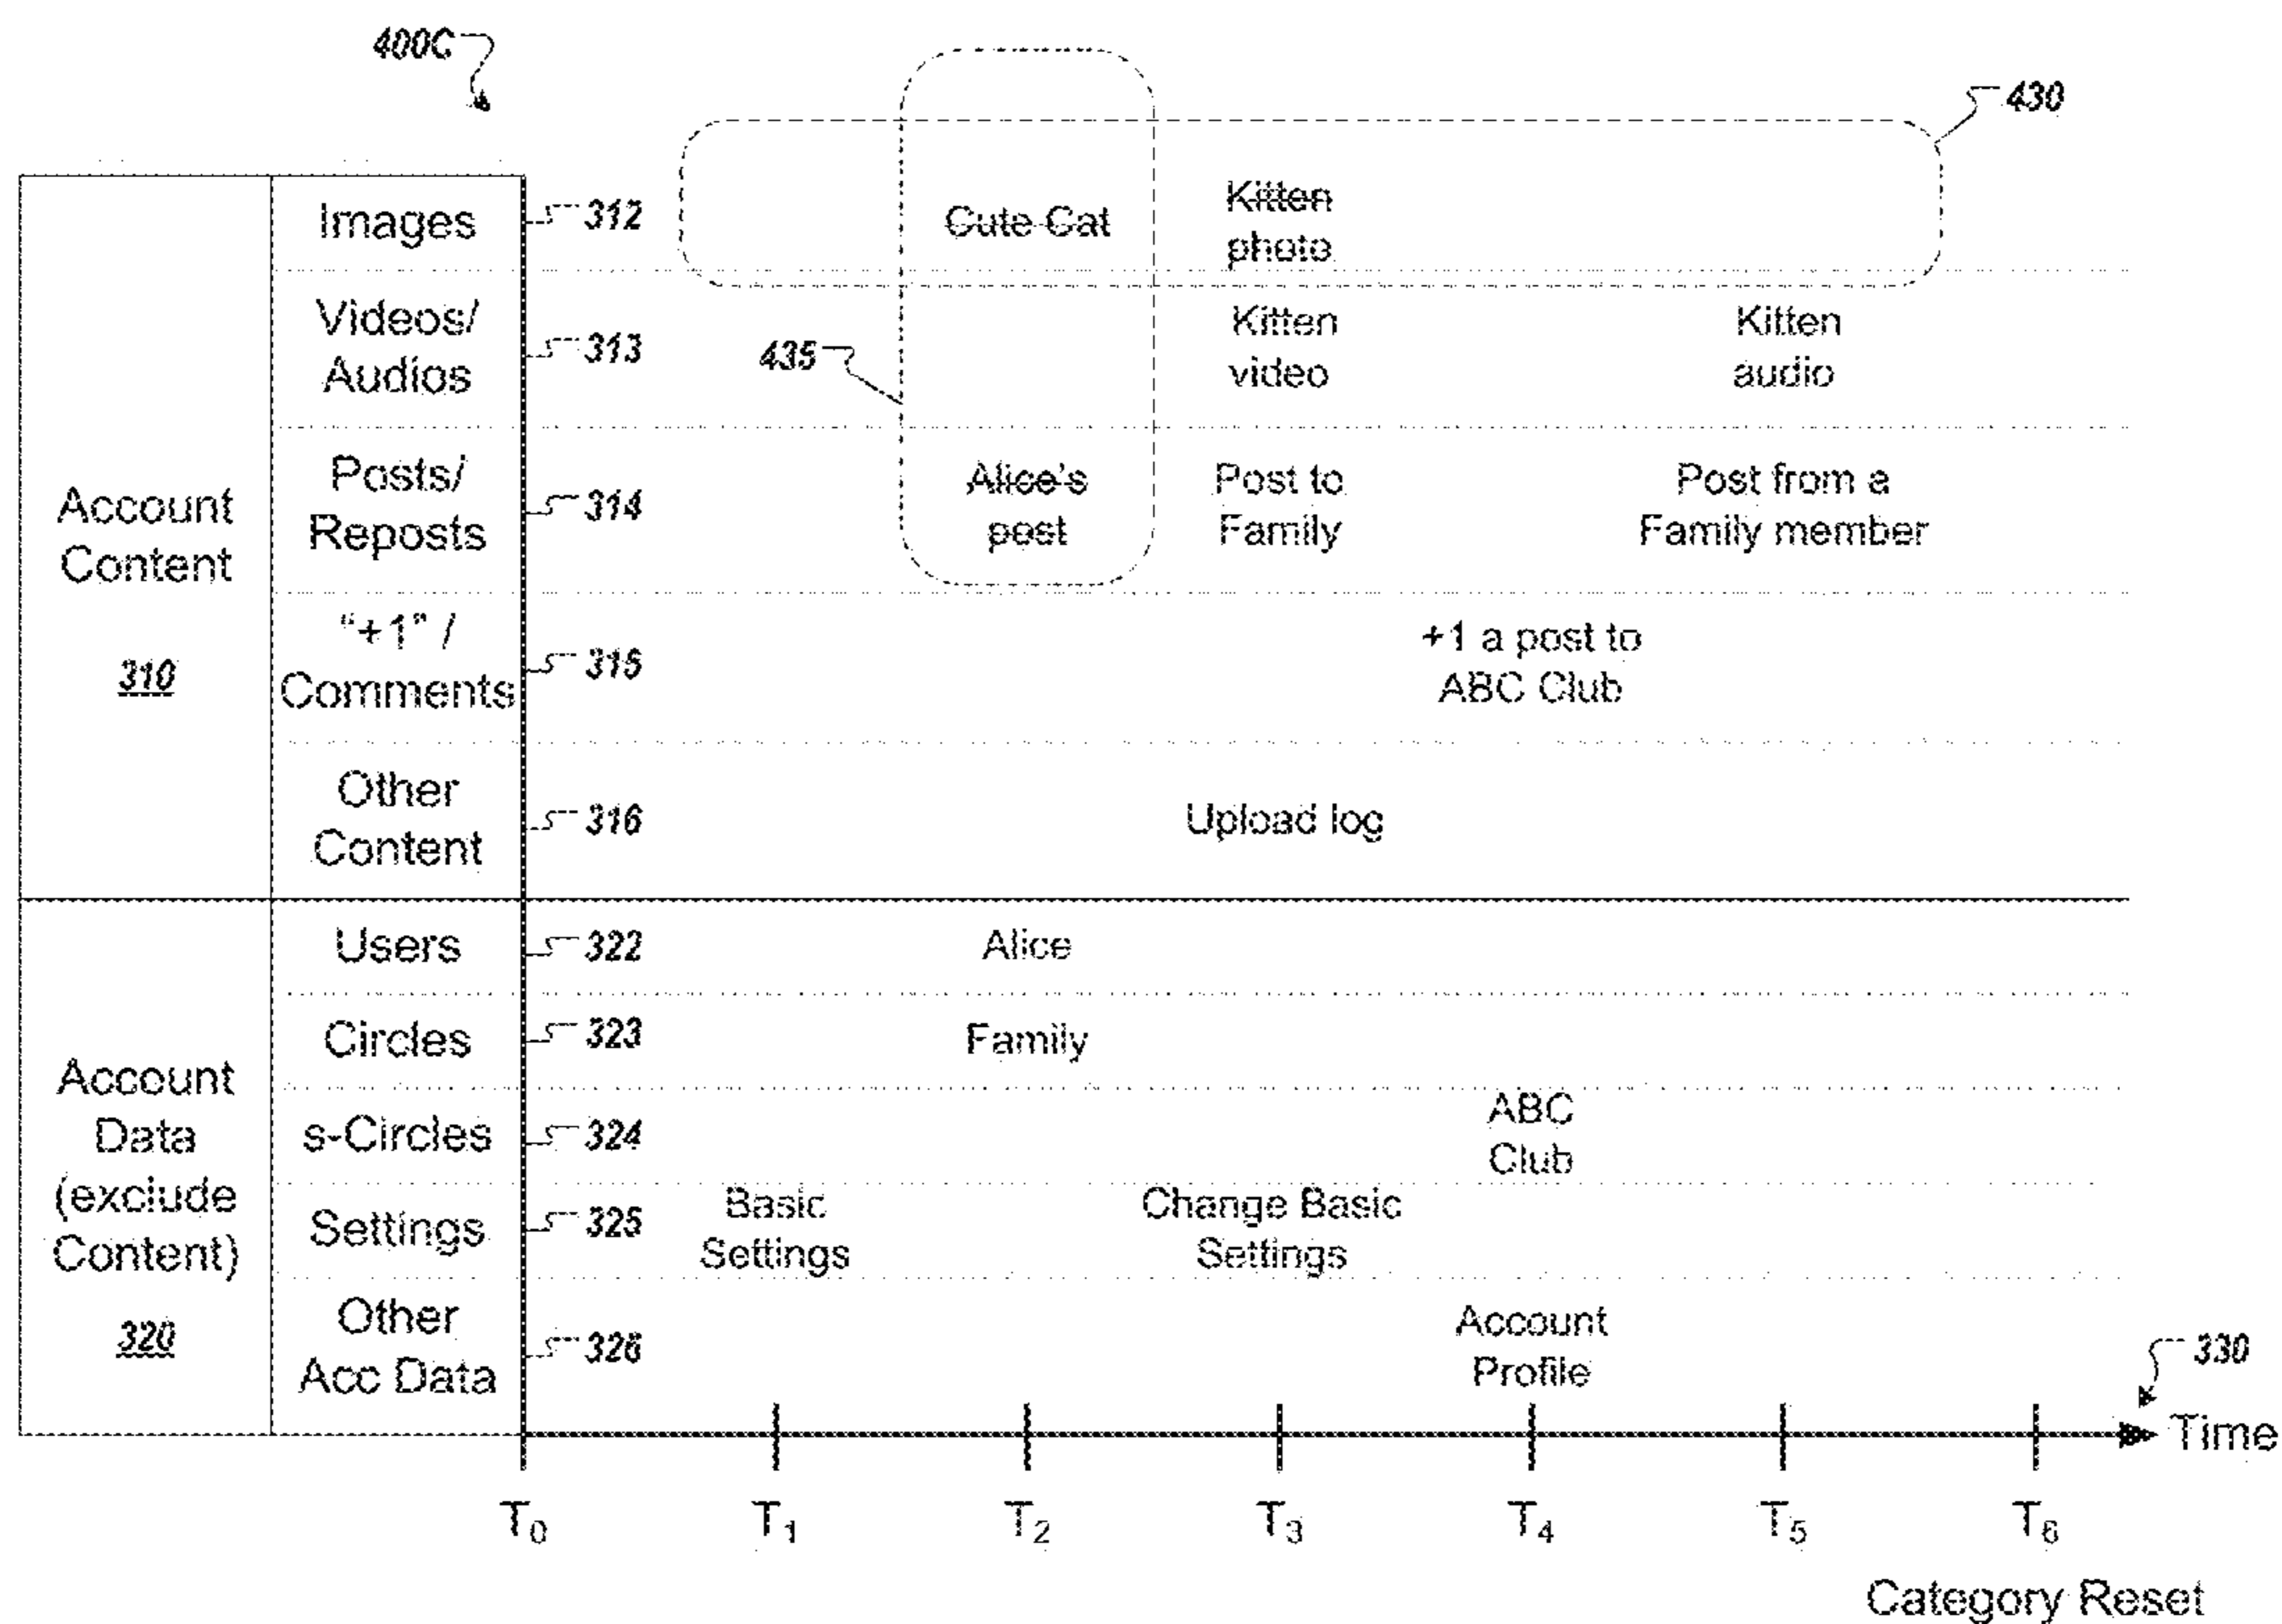 400C
430
Images
312
Cute Cat
Kitten
photo
Videos/
Audios
313
435
Kitten
video
Kitten
audio
Account
Content
310
Posts/
Reposts
314
Alice's
post
Post to
Family
Post from a
Family member
"+1" /
Comments
315
+1 a post to
ABC Club
Other
Content
316
Upload log
Account
Data
(exclude
Content)
320
Users
322
Alice
Circles
323
Family
s-Circles
324
ABC
Club
Settings
325
Basic
Settings
Change Basic
Settings
Other
Acc Data
326
Account
Profile
330
Time
T0 T1 T2 T3 T4 T5 T6
Category Reset